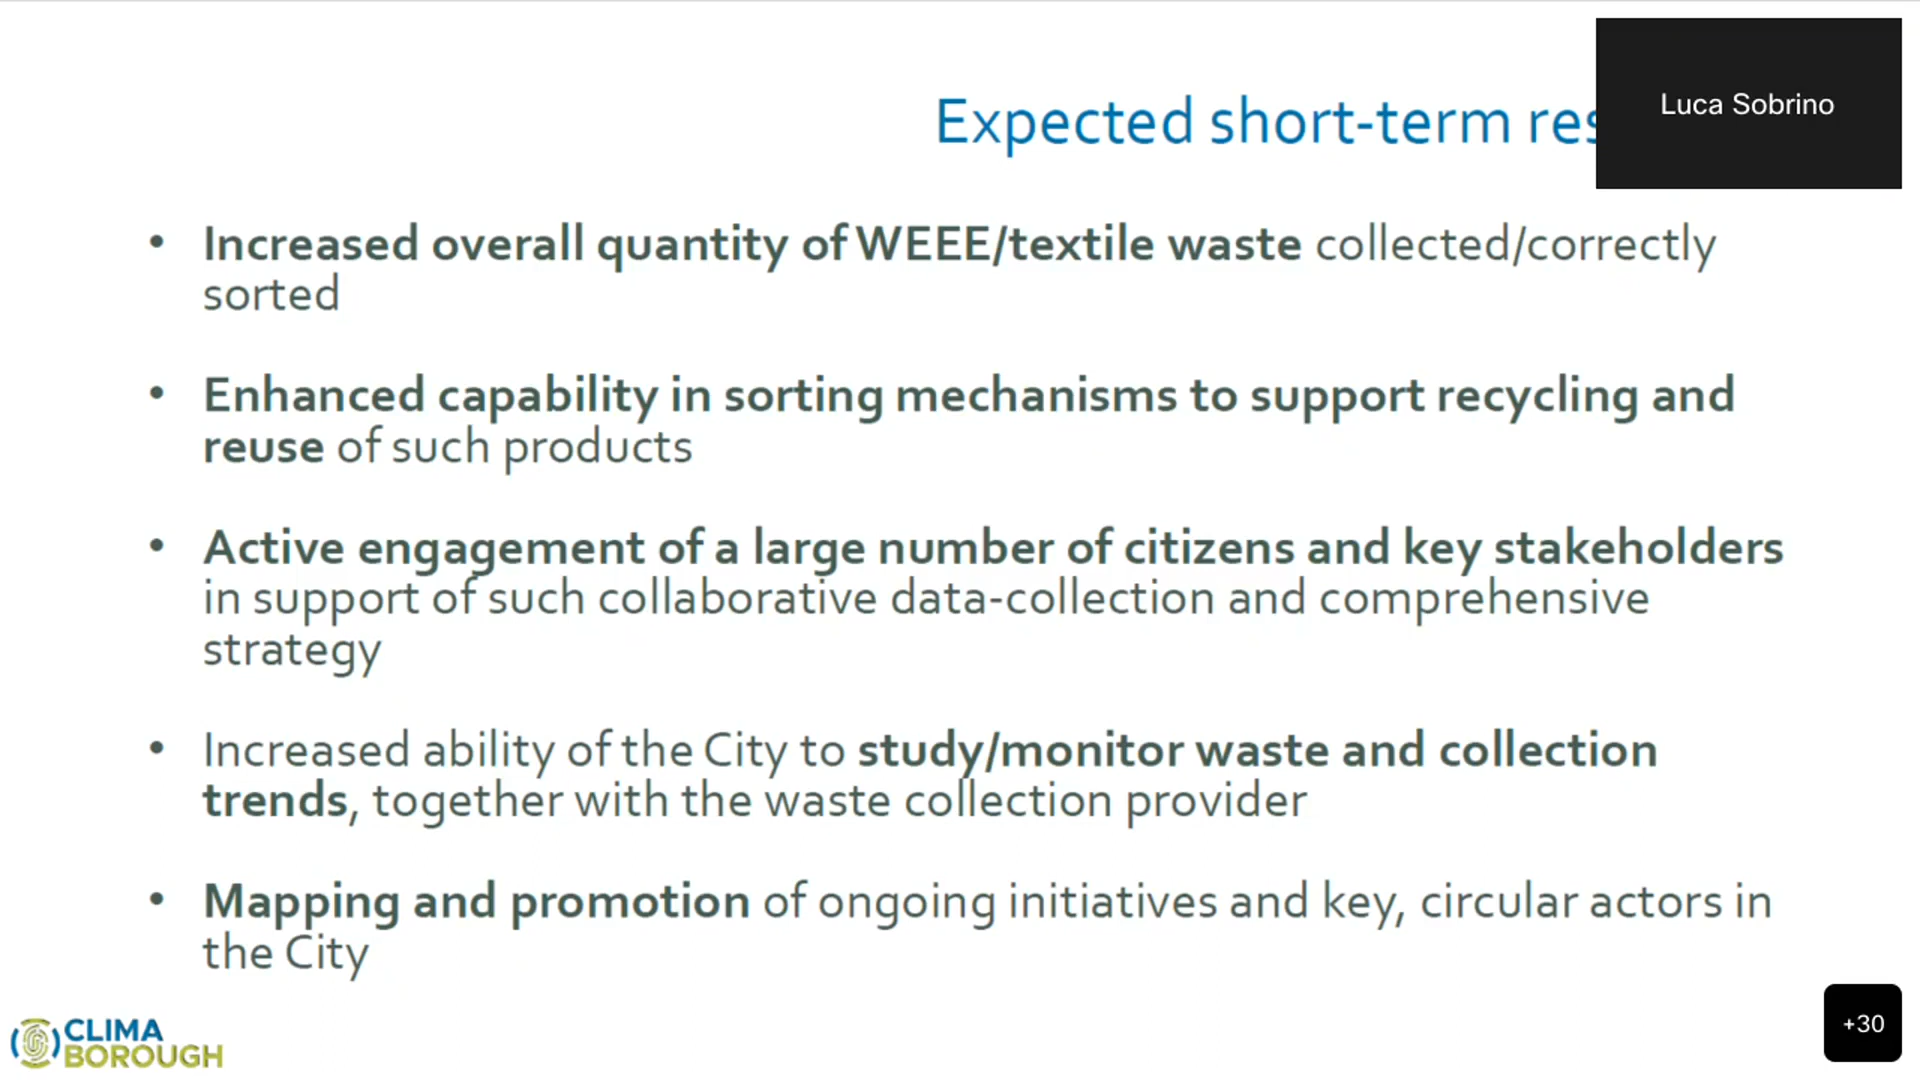 Luca Sobrino
Expected short-term
• Increased overall quantity of WEEE/textile waste collected/correctly
sorted
• Enhanced capability in sorting mechanisms to support recycling and
reuse of such products
• Active engagement of a large number of citizens and key stakeholders
in support of such collaborative data-collection and comprehensive
strategy
• Increased ability of the City to study/monitor waste and collection
trends, together with the waste collection provider
• Mapping and promotion of ongoing initiatives and key, circular actors in
the City
CLIMA
BOROUGH
+30